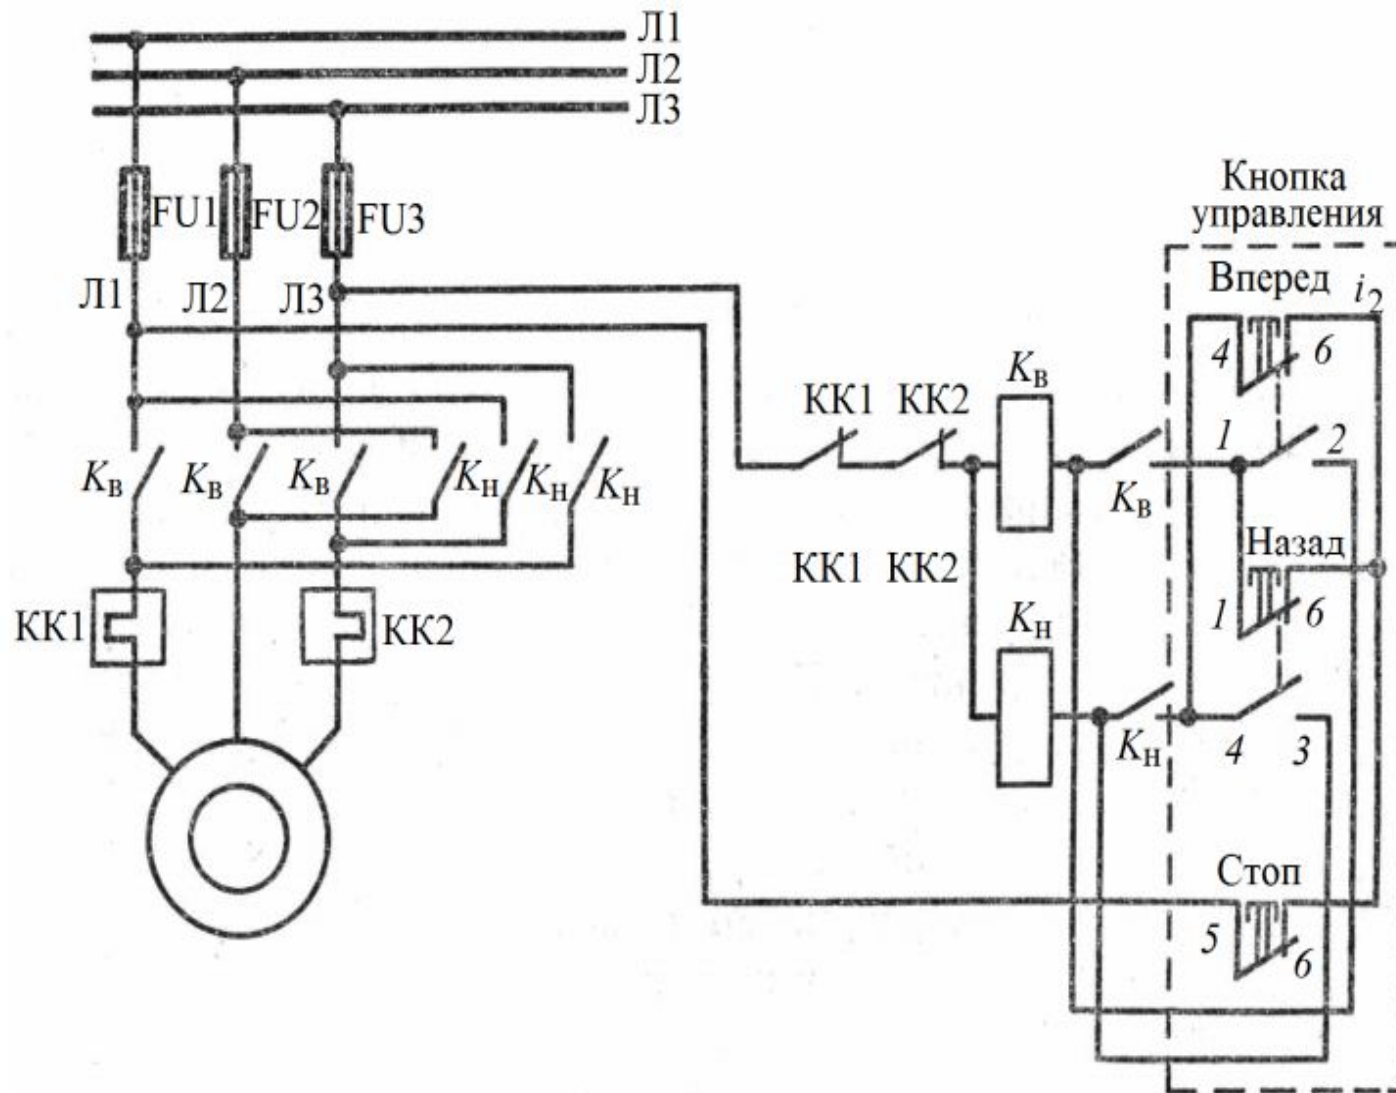 Л1
Л2
Л3
FU1 FU2 FU3
Л1 Л2 Л3
Кнопка
управления
Вперед i2
4 6
Kв
КК1 КК2
1 2
Kв Kв Kв Kн Kн Kн
Kв
Назад
КК1 КК2
1 6
КК1 КК2
Kн
Kн 4 3
Стоп
5 6